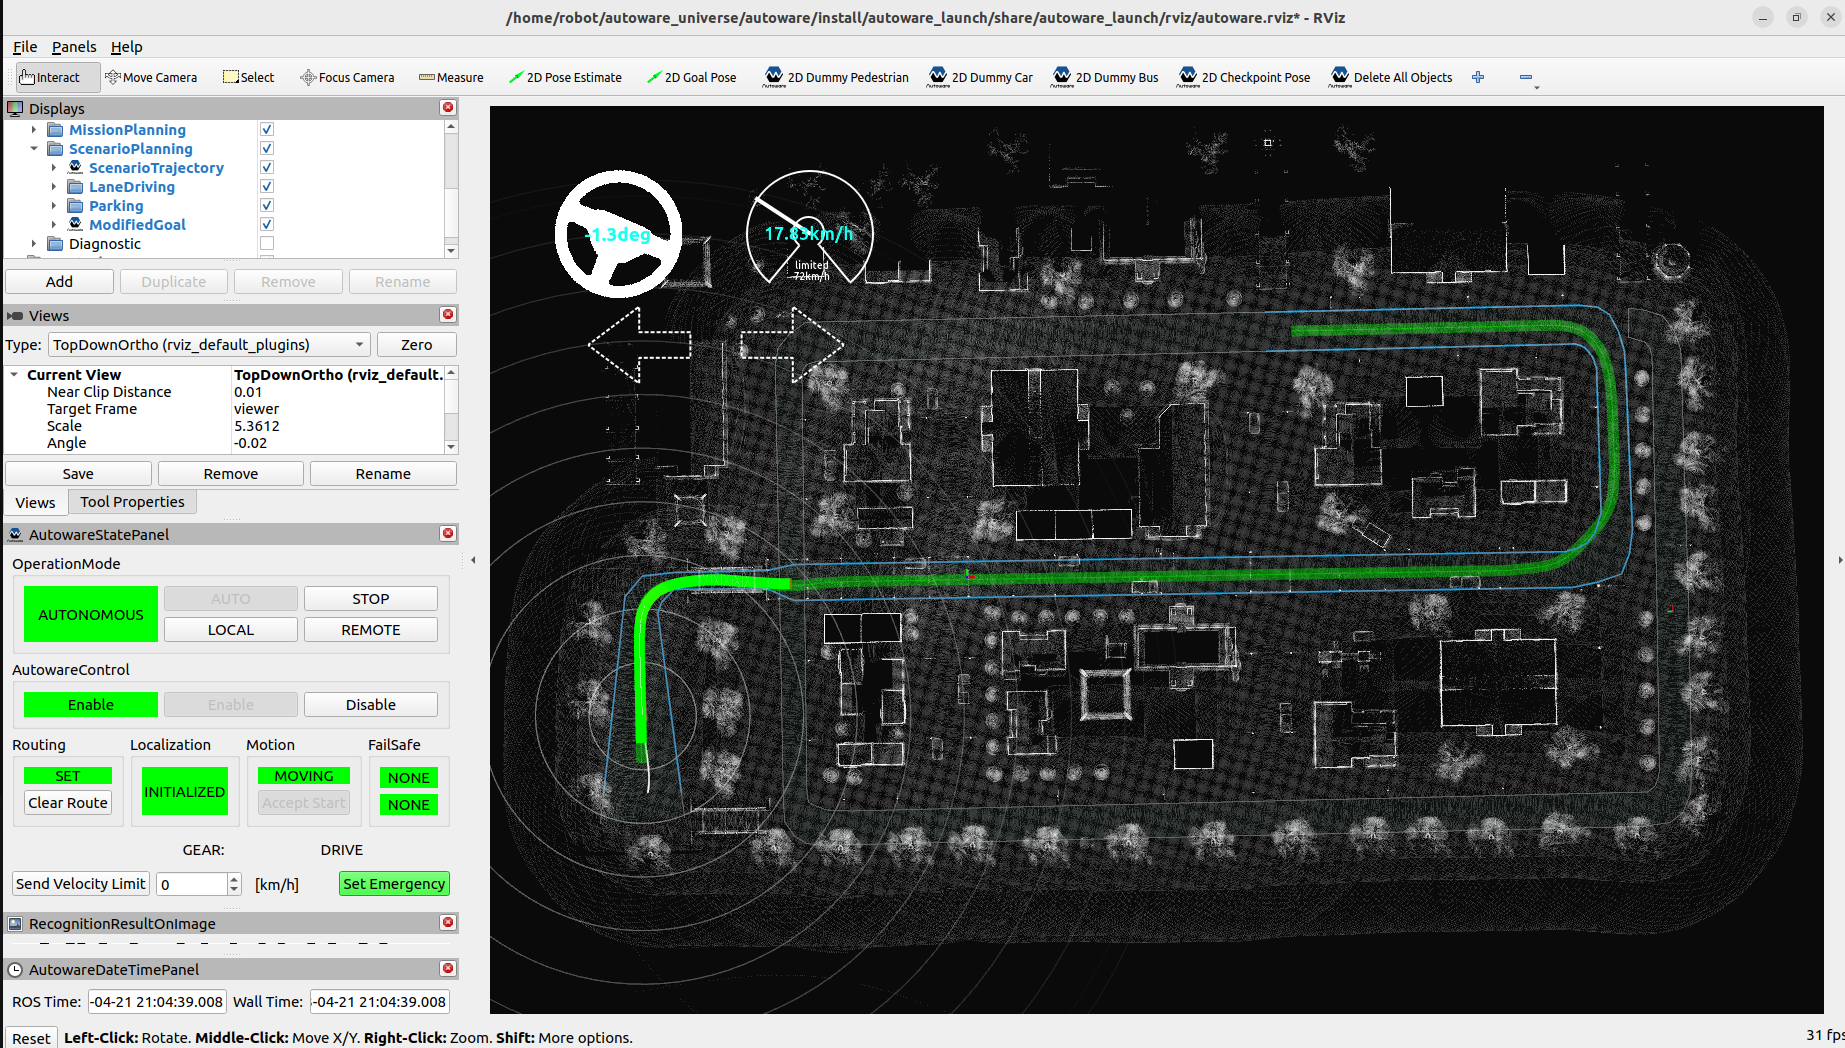 /home/robot/autoware_universe/autoware/install/autoware_launch/share/autoware_launch/rviz/autoware.rviz* - RViz
File Panels Help
Interact Move Camera Select Focus Camera Measure 2D Pose Estimate 2D Goal Pose 2D Dummy Pedestrian 2D Dummy Car 2D Dummy Bus 2D Checkpoint Pose Delete All Objects
Displays
MissionPlanning
ScenarioPlanning
ScenarioTrajectory
LaneDriving
Parking
ModifiedGoal
Diagnostic
Add Duplicate Remove Rename
Views
Type: TopDownOrtho (rviz_default_plugins) Zero
Current View TopDownOrtho (rviz_default.
Near Clip Distance 0.01
Target Frame viewer
Scale 5.3612
Angle -0.02
Save Remove Rename
Views Tool Properties
AutowareStatePanel
OperationMode
AUTONOMOUS AUTO STOP
LOCAL REMOTE
AutowareControl
Enable Enable Disable
Routing Localization Motion FailSafe
SET INITIALIZED MOVING NONE
Clear Route Accept Start NONE
GEAR: DRIVE
Send Velocity Limit 0 [km/h] Set Emergency
RecognitionResultOnImage
AutowareDateTimePanel
ROS Time: -04-21 21:04:39.008 Wall Time: -04-21 21:04:39.008
Reset Left-Click: Rotate. Middle-Click: Move X/Y. Right-Click: Zoom. Shift: More options.
31 fps
-1.3deg
17.83km/h
limited
72km/h